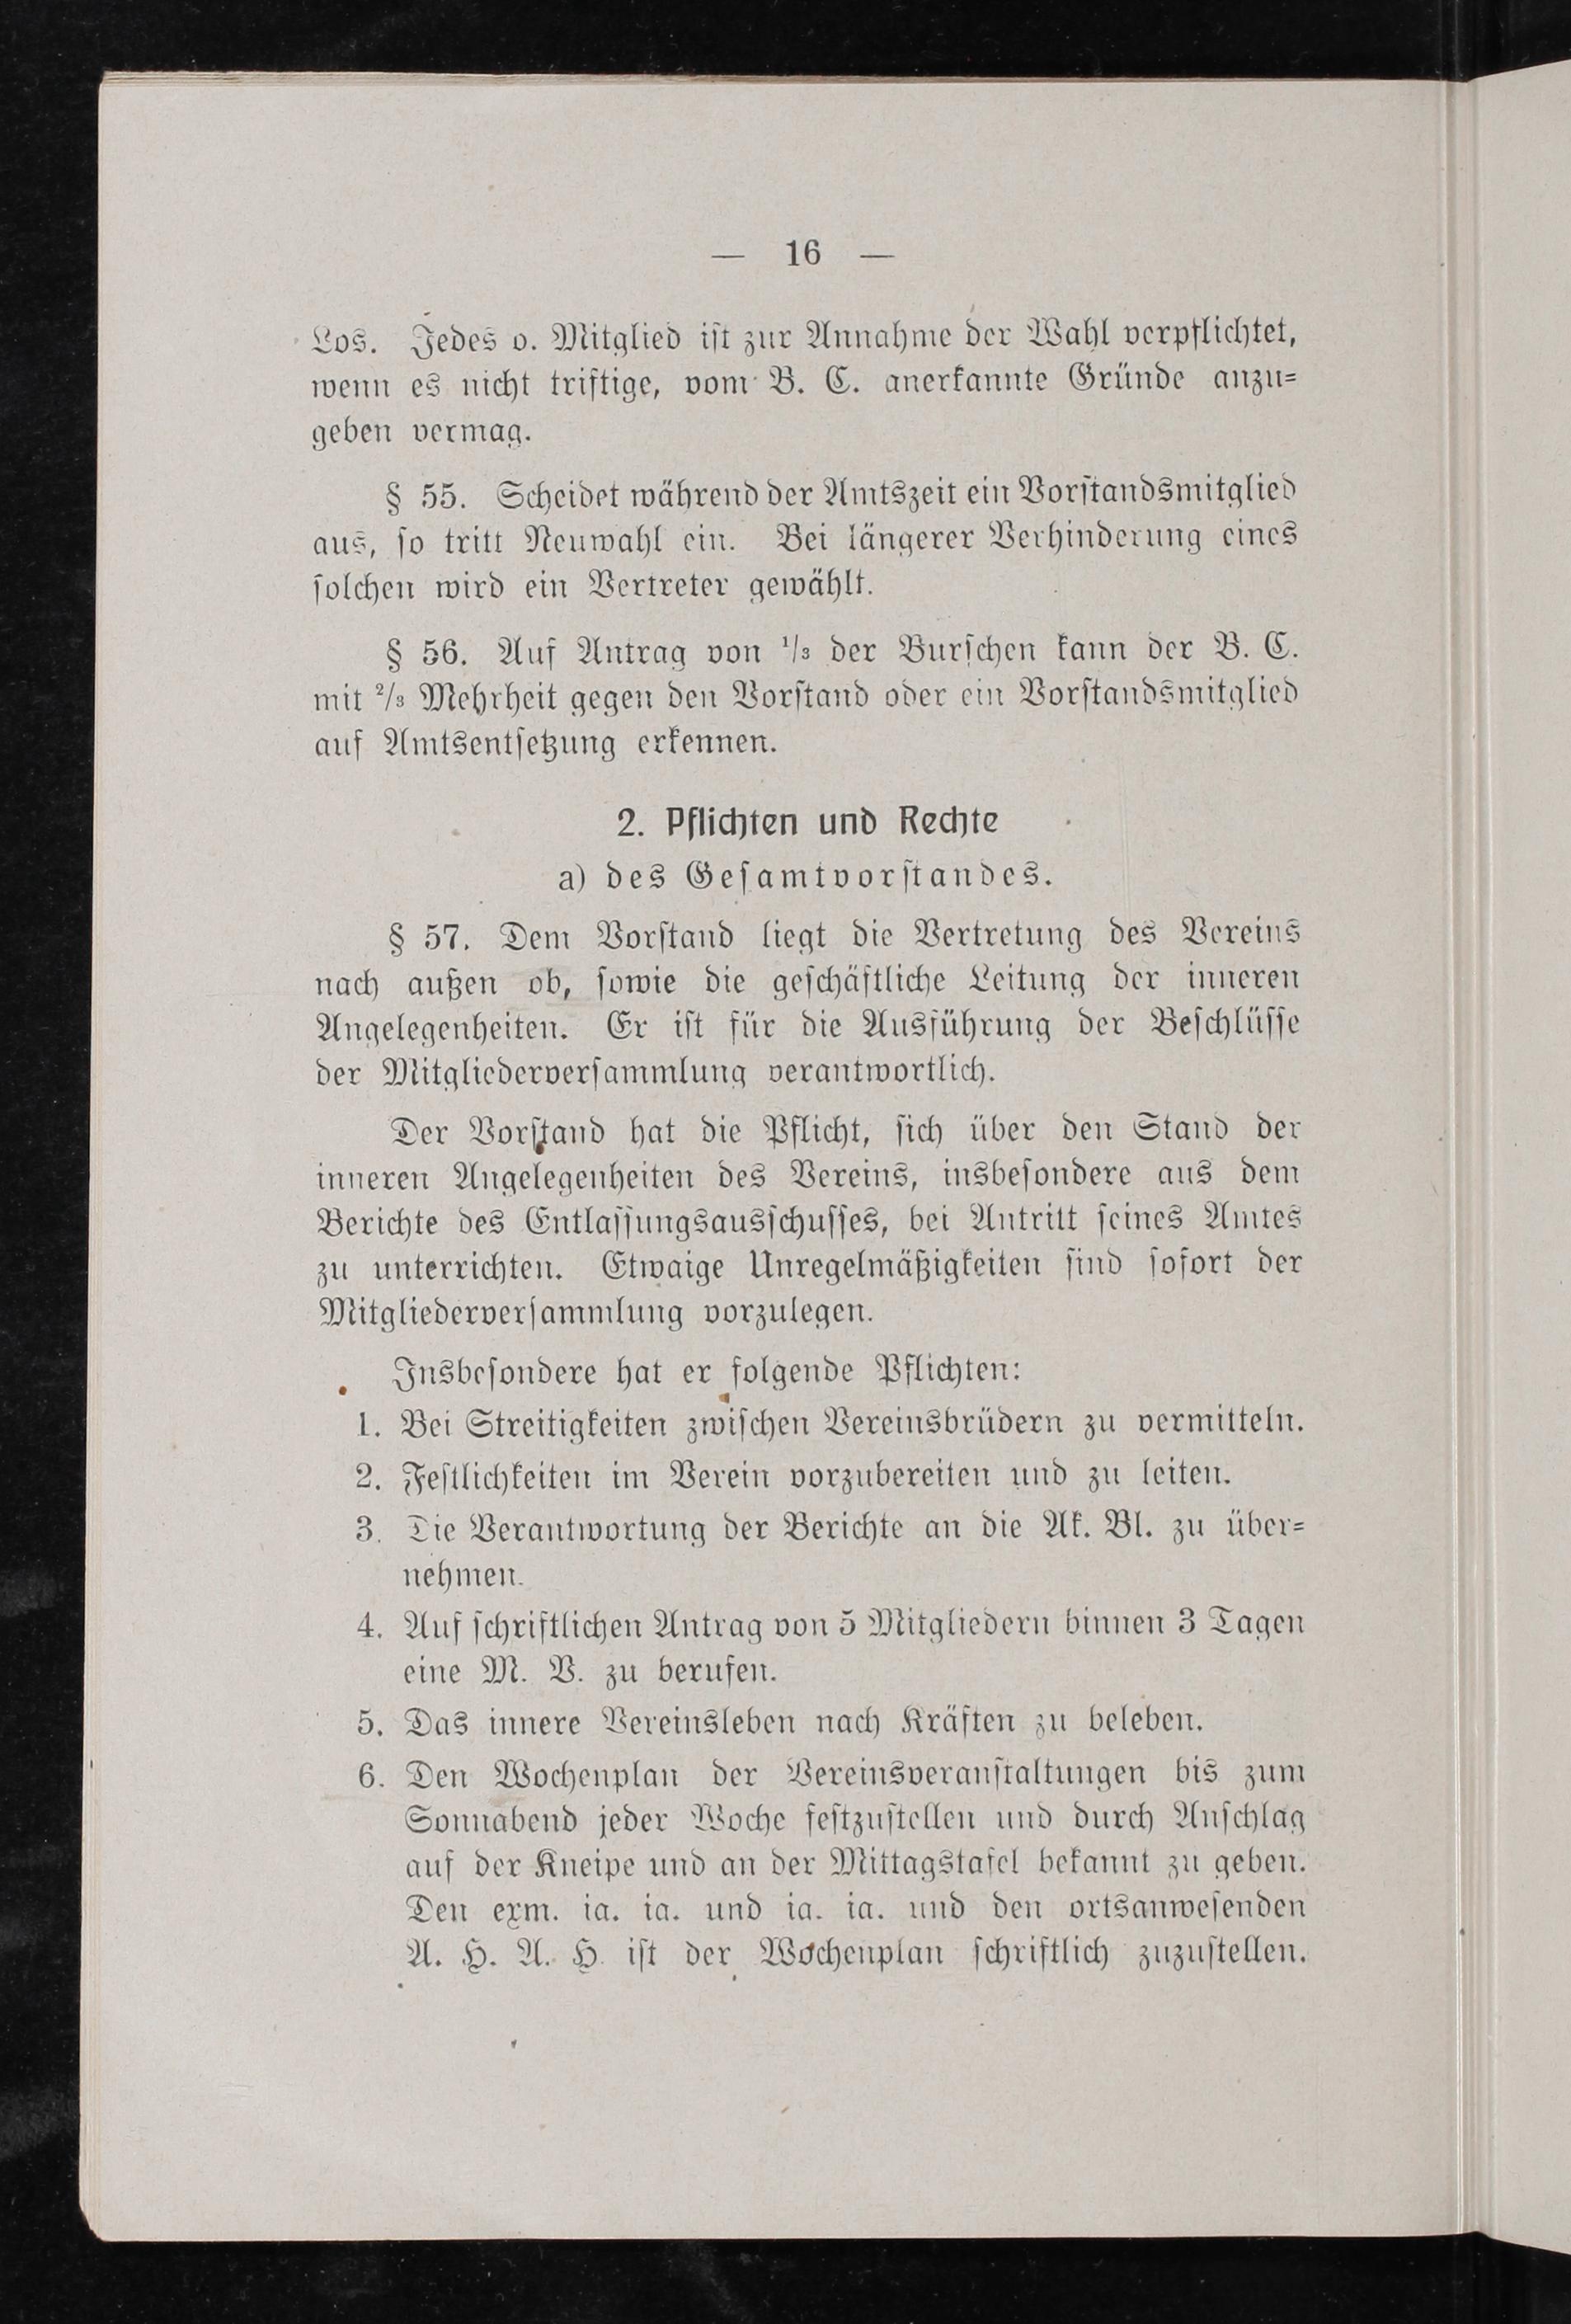 — 16 —
Los. Jedes o. Mitglied ist zur Annahme der Wahl verpflichtet,
wenn es nicht triftige, vom B. C. anerkannte Gründe anzu=
geben vermag.
§ 55. Scheidet während der Amtszeit ein Vorstandsmitglied
aus, so tritt Neuwahl ein. Bei längerer Verhinderung eines
solchen wird ein Vertreter gewählt.
§ 56. Auf Antrag von 1/3 der Burschen kann der B. C.
mit 2/3 Mehrheit gegen den Vorstand oder ein Vorstandsmitglied
auf Amtsentsetzung erkennen.
2. Pflichten und Rechte
a) des Gesamtvorstandes.
§ 57. Dem Vorstand liegt die Vertretung des Vereins
nach außen ob, sowie die geschäftliche Leitung der inneren
Angelegenheiten. Er ist für die Ausführung der Beschlüsse
der Mitgliederversammlung verantwortlich.
Der Vorstand hat die Pflicht, sich über den Stand der
inneren Angelegenheiten des Vereins, insbesondere aus dem
Berichte des Entlassungsausschusses, bei Antritt seines Amtes
zu unterrichten. Etwaige Unregelmäßigkeiten sind sofort der
Mitgliederversammlung vorzulegen.
Insbesondere hat er folgende Pflichten:
1. Bei Streitigkeiten zwischen Vereinsbrüdern zu vermitteln.
2. Festlichkeiten im Verein vorzubereiten und zu leiten.
3. Die Verantwortung der Berichte an die Ak. Bl. zu über=
nehmen.
4. Auf schriftlichen Antrag von 5 Mitgliedern binnen 3 Tagen
eine M. V. zu berufen.
5. Das innere Vereinsleben nach Kräften zu beleben.
6. Den Wochenplan der Vereinsveranstaltungen bis zum
Sonnabend jeder Woche festzustellen und durch Anschlag
auf der Kneipe und an der Mittagstafel bekannt zu geben.
Den exm. ia. ia. und ia. ia. und den ortsanwesenden
A. H. A. H. ist der Wochenplan schriftlich zuzustellen.